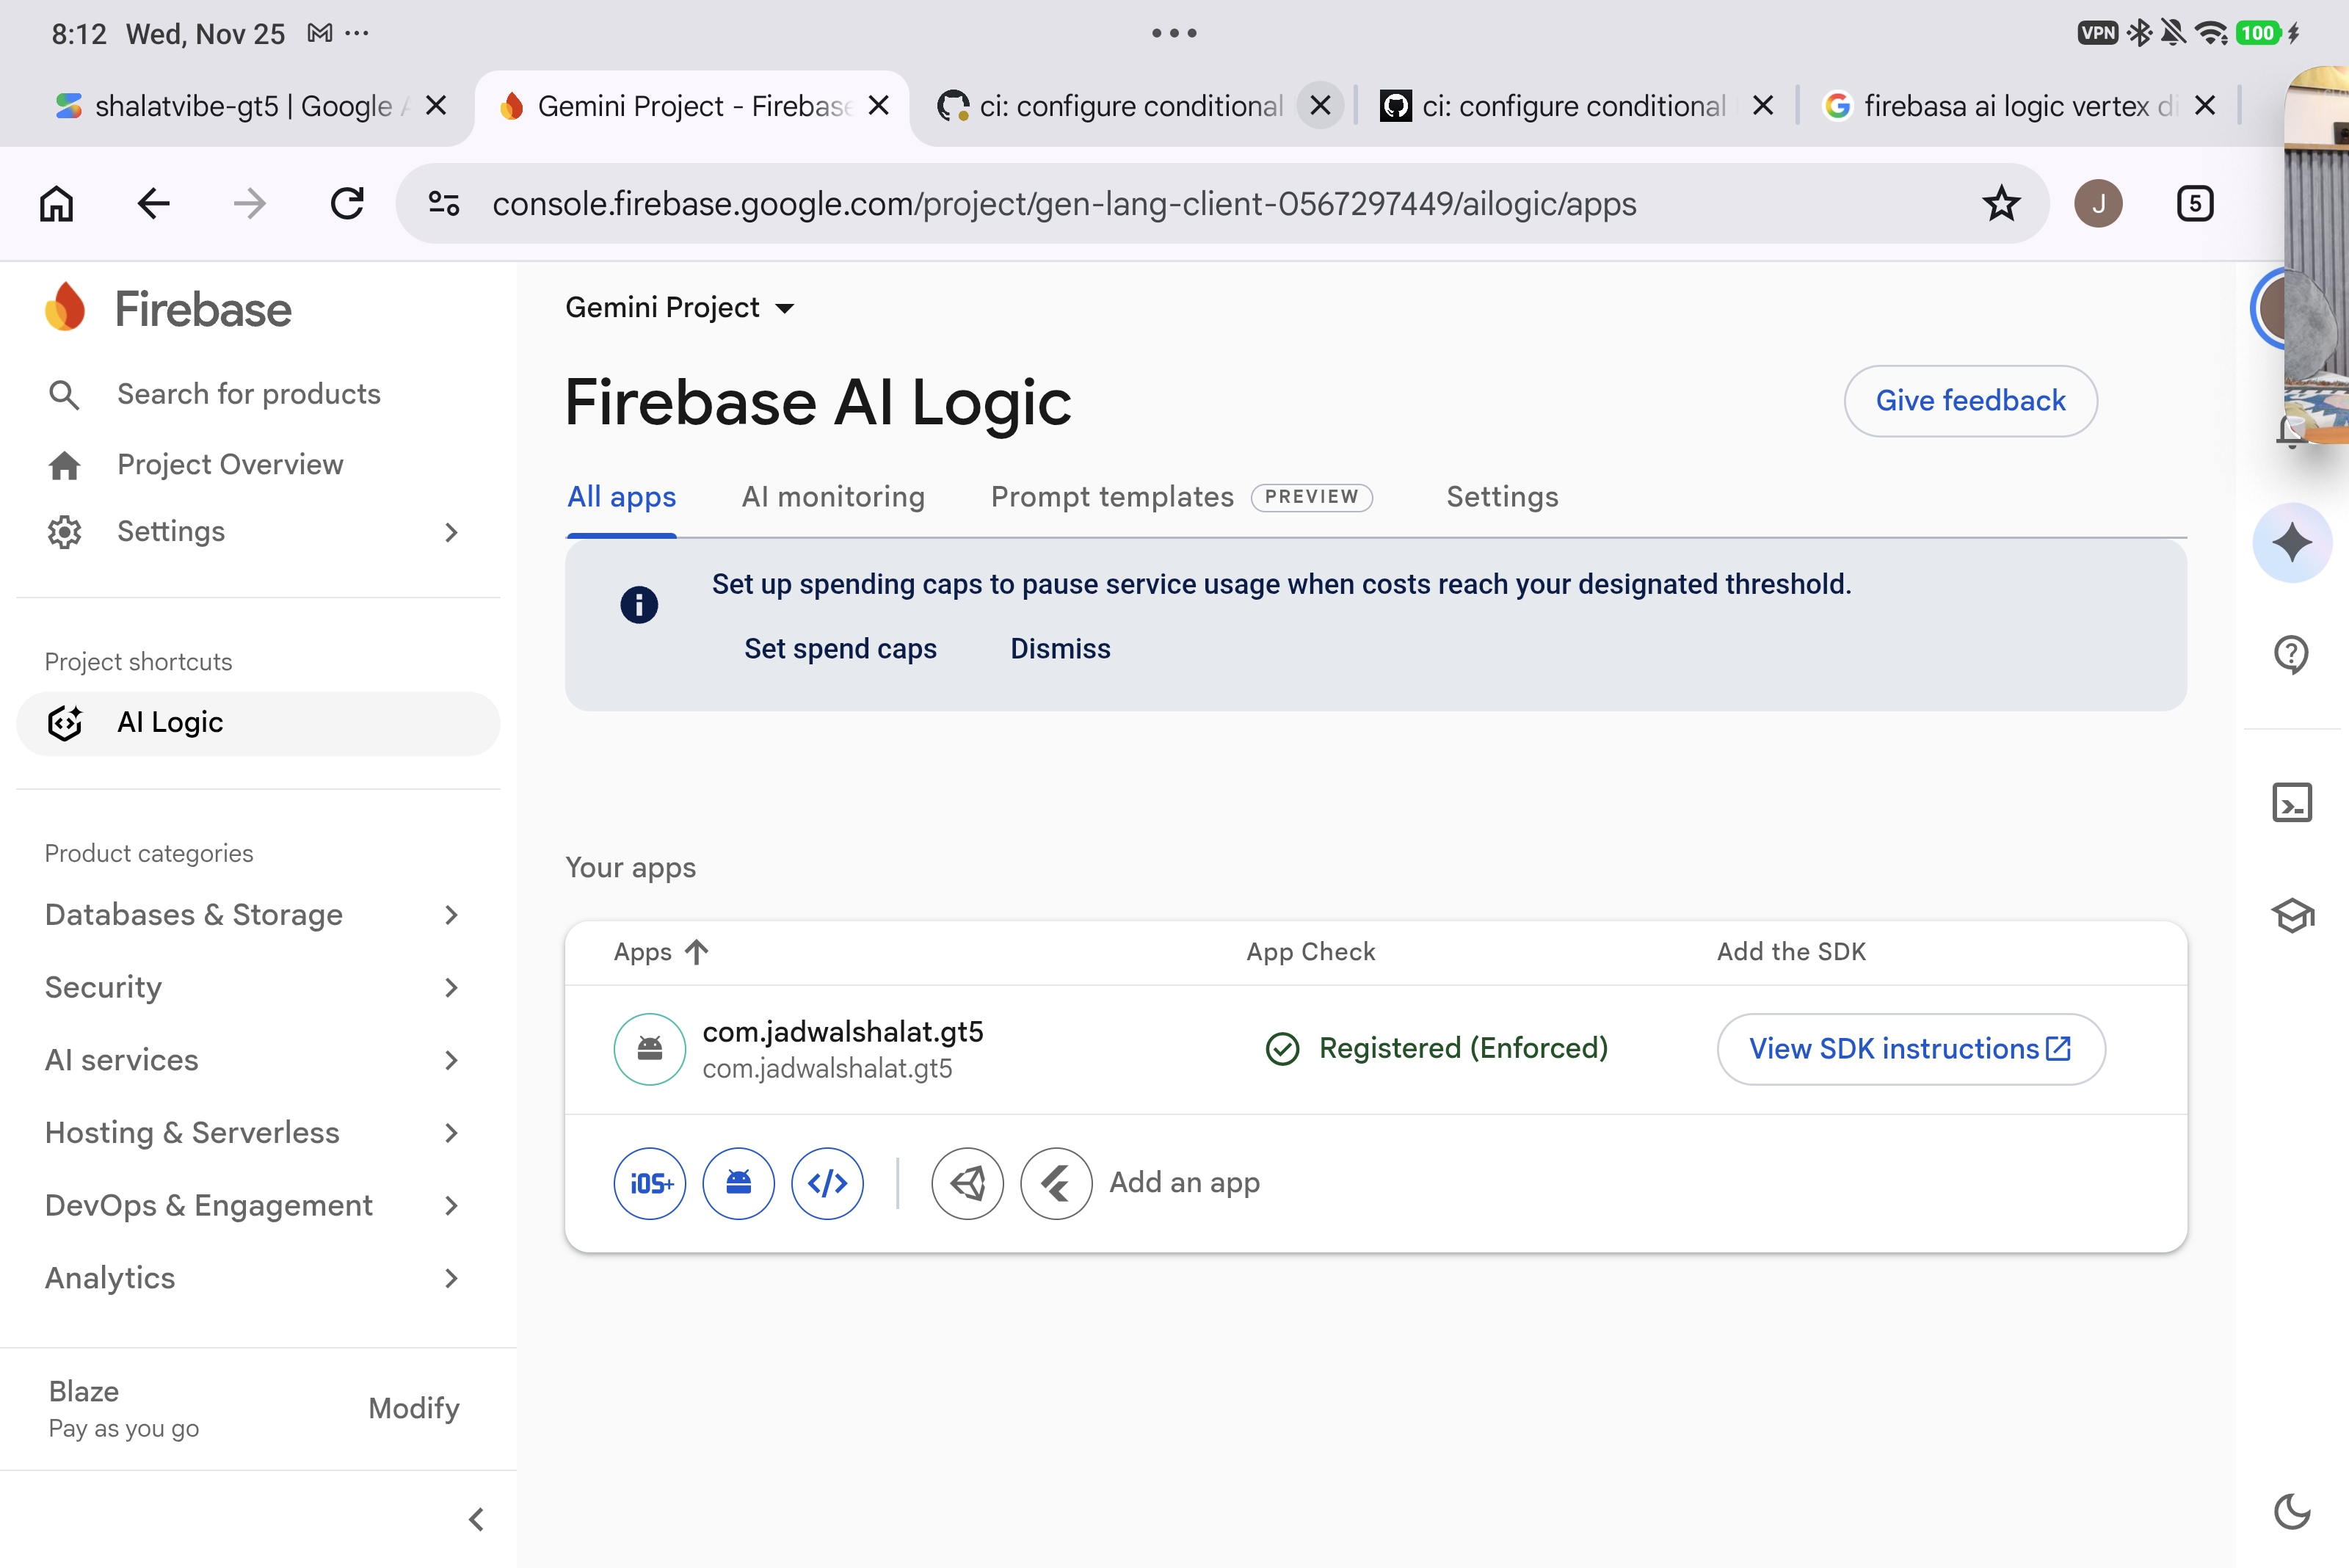 8:12 Wed, Nov 25
VPN 100
shalatvibe-gt5 | Google
Gemini Project - Firebase
ci: configure conditional
ci: configure conditional
firebasa ai logic vertex di
console.firebase.google.com/project/gen-lang-client-0567297449/ailogic/apps
J
5
Firebase
Search for products
Project Overview
Settings
Project shortcuts
AI Logic
Product categories
Databases & Storage
Security
AI services
Hosting & Serverless
DevOps & Engagement
Analytics
Blaze
Pay as you go
Modify
Gemini Project
Firebase AI Logic
Give feedback
All apps
AI monitoring
Prompt templates PREVIEW
Settings
Set up spending caps to pause service usage when costs reach your designated threshold.
Set spend caps
Dismiss
Your apps
Apps
App Check
Add the SDK
com.jadwalshalat.gt5
com.jadwalshalat.gt5
Registered (Enforced)
View SDK instructions
iOS+
Add an app